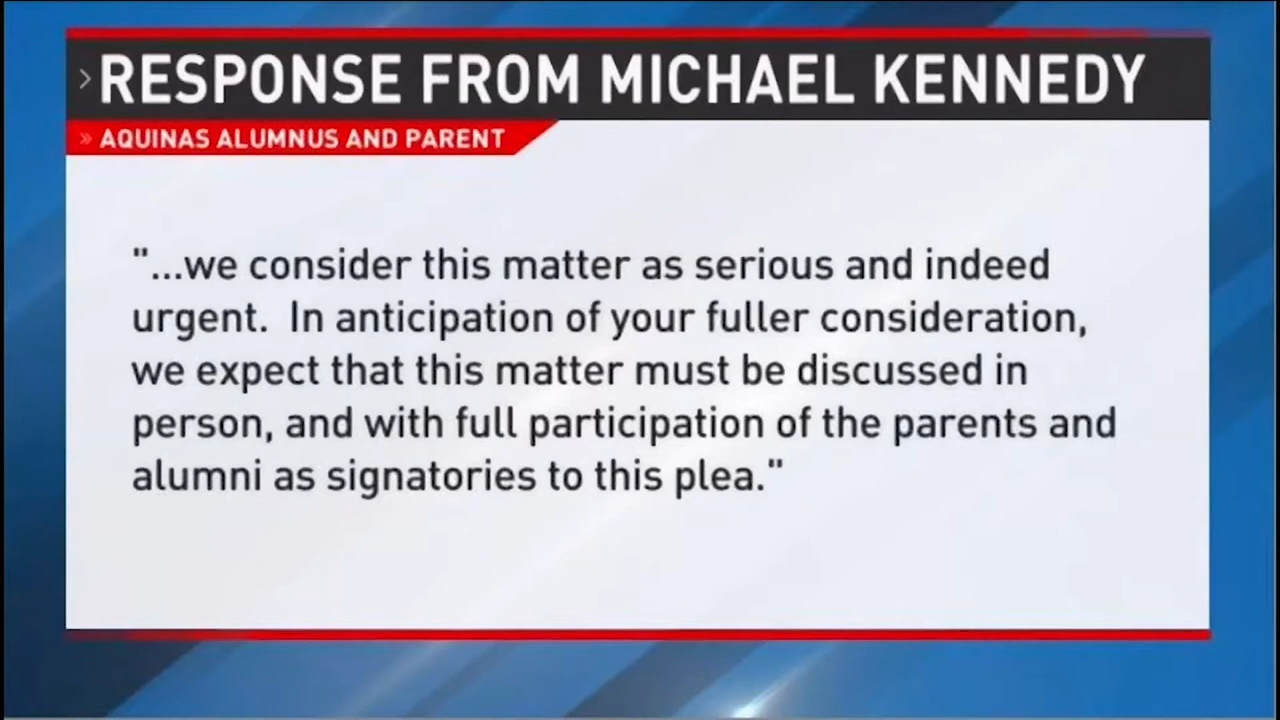 › RESPONSE FROM MICHAEL KENNEDY
» AQUINAS ALUMNUS AND PARENT
"...we consider this matter as serious and indeed
urgent.  In anticipation of your fuller consideration,
we expect that this matter must be discussed in
person, and with full participation of the parents and
alumni as signatories to this plea."